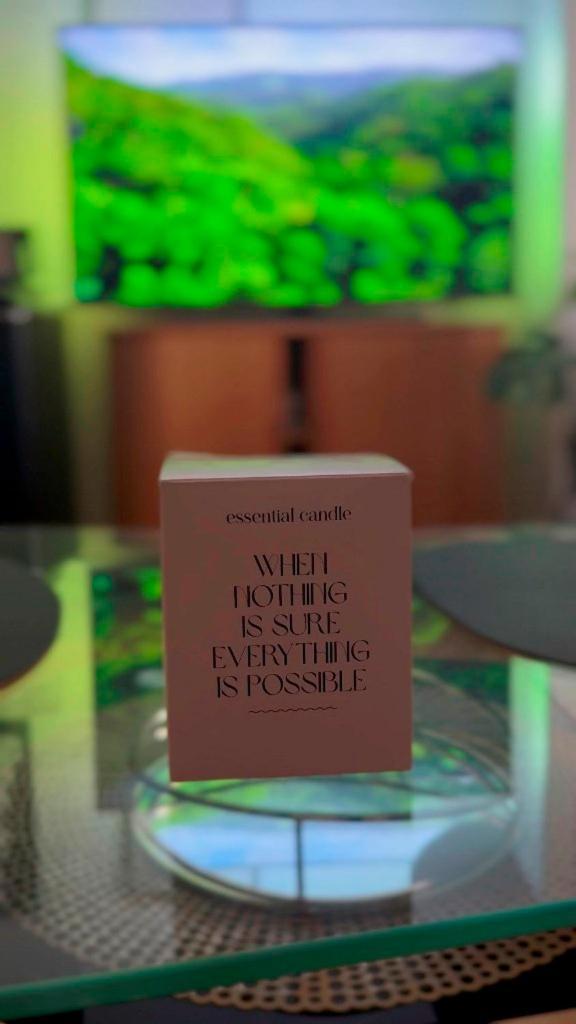 essential candle
WHEN
NOTHING
IS SURE
EVERYTHING
IS POSSIBLE